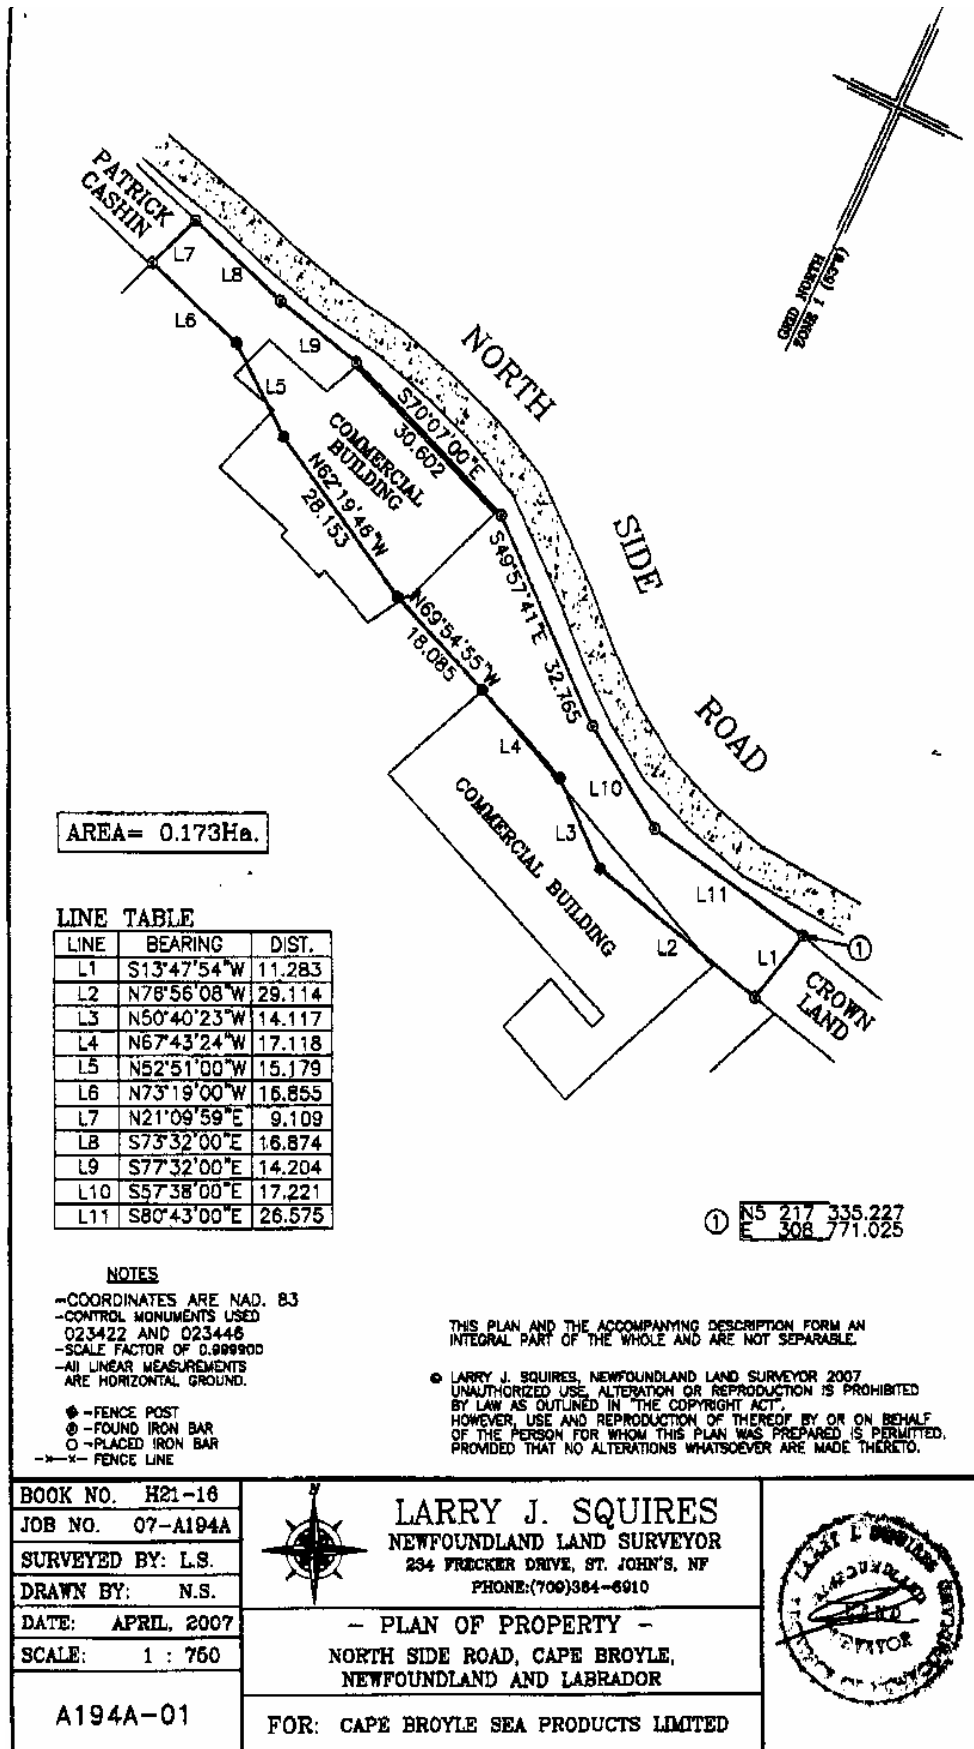 PATRICK
CASHIN
GRID NORTH
ZONE 1 (53°W)
NORTH
SIDE
ROAD
L7
L8
L6
L9
L5
S70°07'00"E
30.602
COMMERCIAL
BUILDING
N62°19'46"W
28.153
S49°57'41"E 32.765
N69°54'55"W
18.085
L4
L10
L3
COMMERCIAL BUILDING
L11
L2
L1
1
CROWN
LAND
AREA= 0.173Ha.
LINE TABLE
LINE BEARING DIST.
L1 S13°47'54"W 11.283
L2 N78°56'08"W 29.114
L3 N50°40'23"W 14.117
L4 N67°43'24"W 17.118
L5 N52°51'00"W 15.179
L6 N73°19'00"W 16.855
L7 N21°09'59"E 9.109
L8 S73°32'00"E 16.874
L9 S77°32'00"E 14.204
L10 S57°38'00"E 17.221
L11 S80°43'00"E 26.575
1 N5 217 335.227
E 308 771.025
NOTES
-COORDINATES ARE NAD. 83
-CONTROL MONUMENTS USED
023422 AND 023446
-SCALE FACTOR OF 0.999900
-All LINEAR MEASUREMENTS
ARE HORIZONTAL GROUND.
-FENCE POST
-FOUND IRON BAR
-PLACED IRON BAR
-x-x- FENCE LINE
THIS PLAN AND THE ACCOMPANYING DESCRIPTION FORM AN
INTEGRAL PART OF THE WHOLE AND ARE NOT SEPARABLE.
© LARRY J. SQUIRES, NEWFOUNDLAND LAND SURVEYOR 2007
UNAUTHORIZED USE, ALTERATION OR REPRODUCTION IS PROHIBITED
BY LAW AS OUTLINED IN "THE COPYRIGHT ACT".
HOWEVER, USE AND REPRODUCTION OF THEREOF BY OR ON BEHALF
OF THE PERSON FOR WHOM THIS PLAN WAS PREPARED IS PERMITTED,
PROVIDED THAT NO ALTERATIONS WHATSOEVER ARE MADE THERETO.
BOOK NO. H21-16
JOB NO. 07-A194A
SURVEYED BY: L.S.
DRAWN BY: N.S.
DATE: APRIL, 2007
SCALE: 1 : 750
A194A-01
N
LARRY J. SQUIRES
NEWFOUNDLAND LAND SURVEYOR
234 FRECKER DRIVE, ST. JOHN'S, NF
PHONE:(709)364-6910
- PLAN OF PROPERTY -
NORTH SIDE ROAD, CAPE BROYLE,
NEWFOUNDLAND AND LABRADOR
FOR: CAPE BROYLE SEA PRODUCTS LIMITED